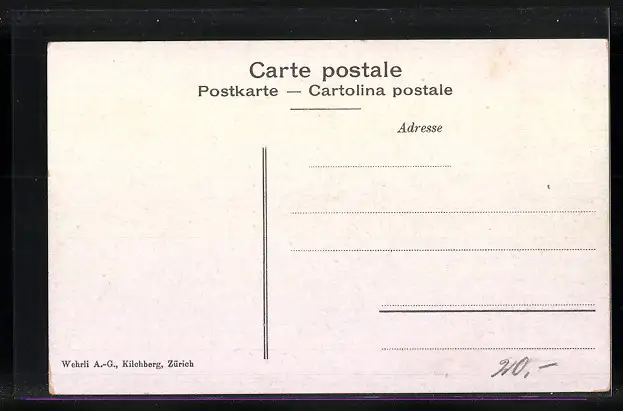 Carte postale
Postkarte — Cartolina postale
Adresse
Wehrli A.-G., Kilchberg, Zürich
20,-